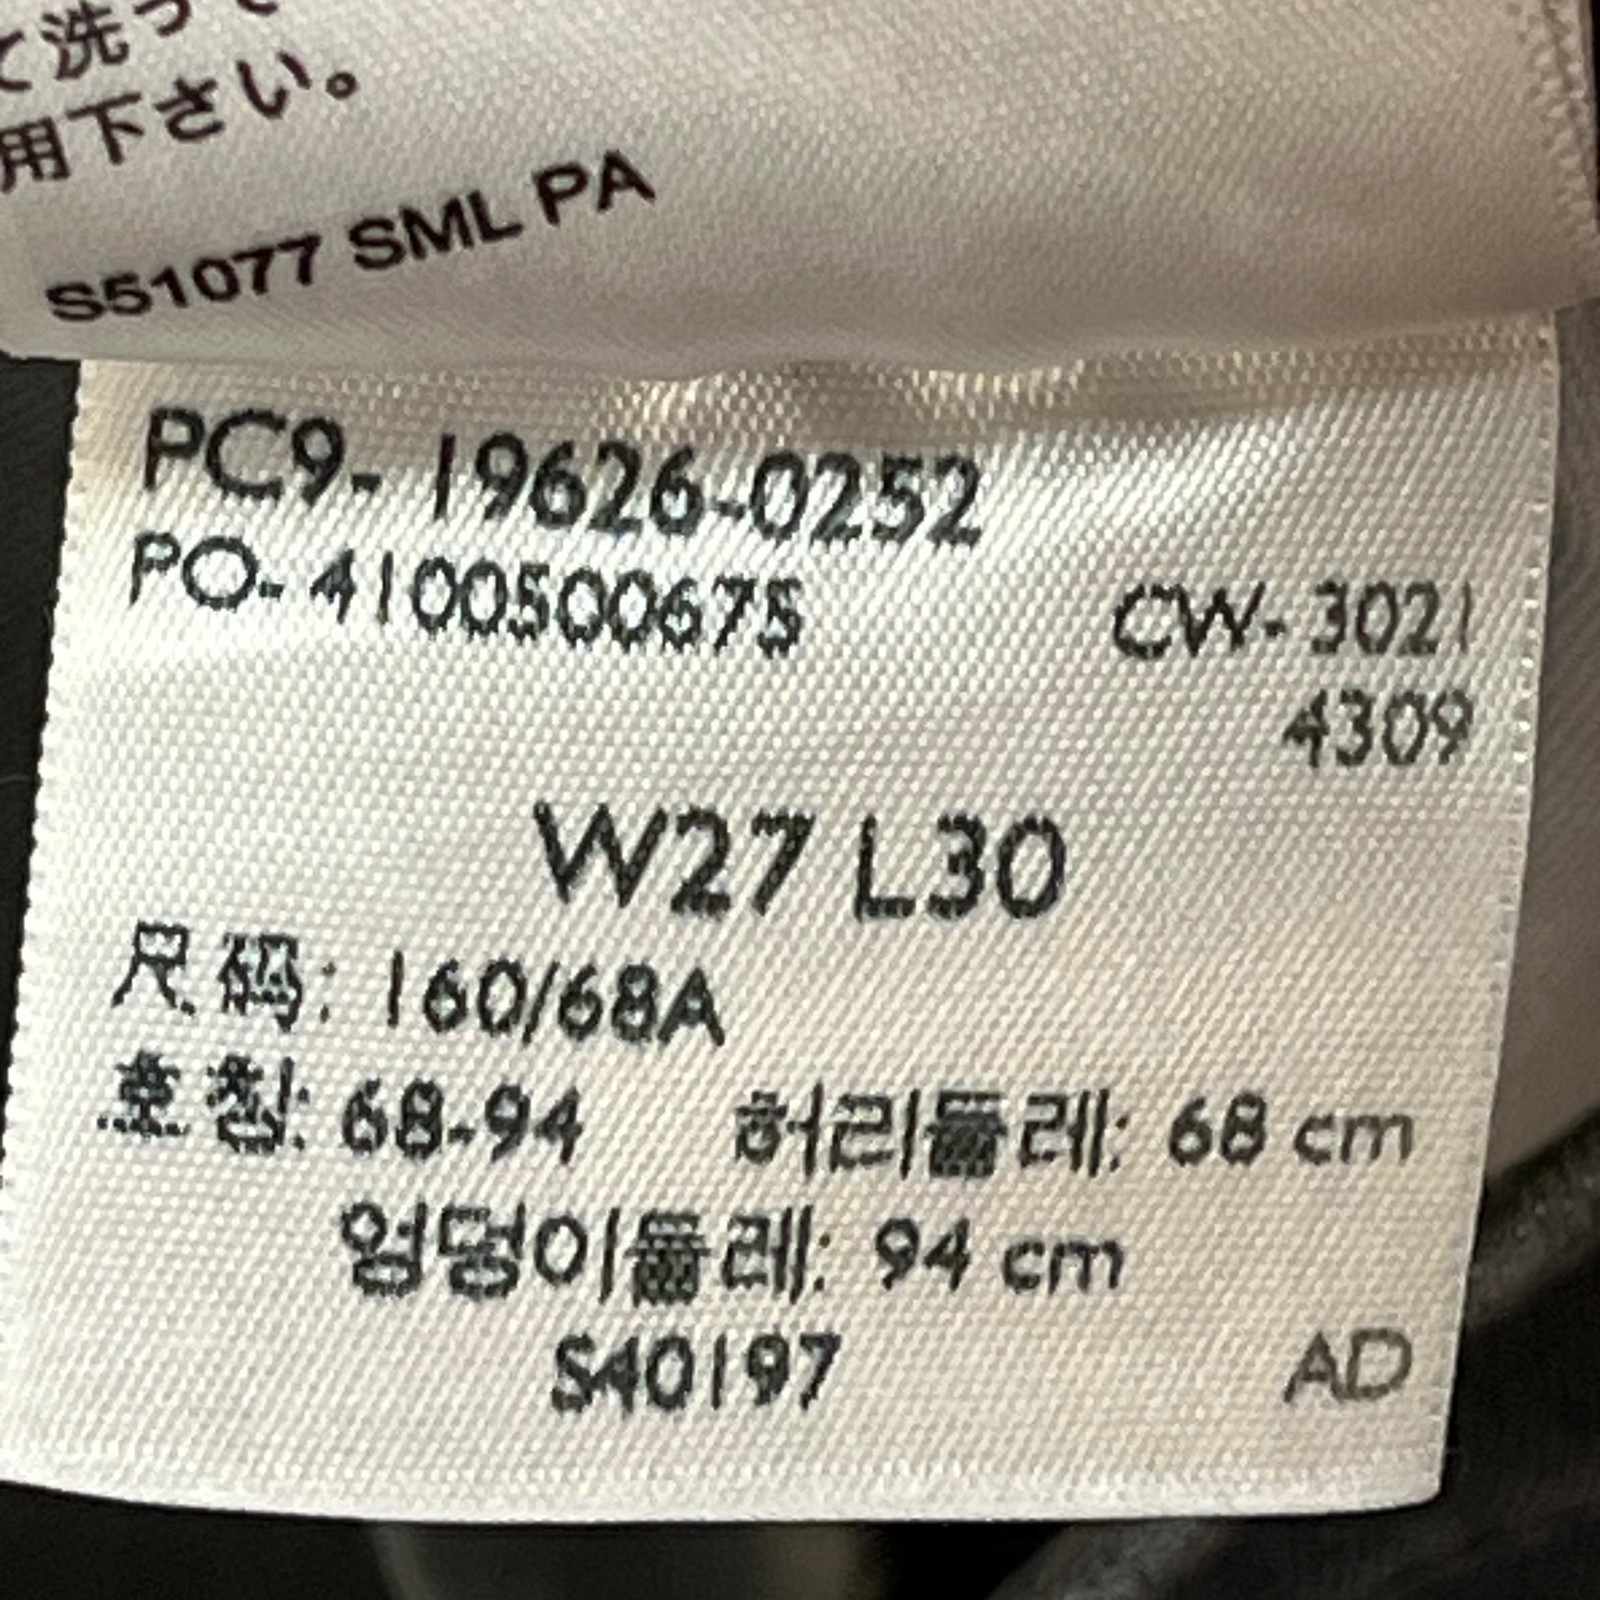 て洗って
用下さい。
S51077 SML PA
PC9- 19626-0252
PO- 4100500675 CW- 3021
4309
W27 L30
尺 码: 160/68A
호 칭: 68-94 허리둘레: 68 cm
엉덩이둘레: 94 cm
S40197 AD